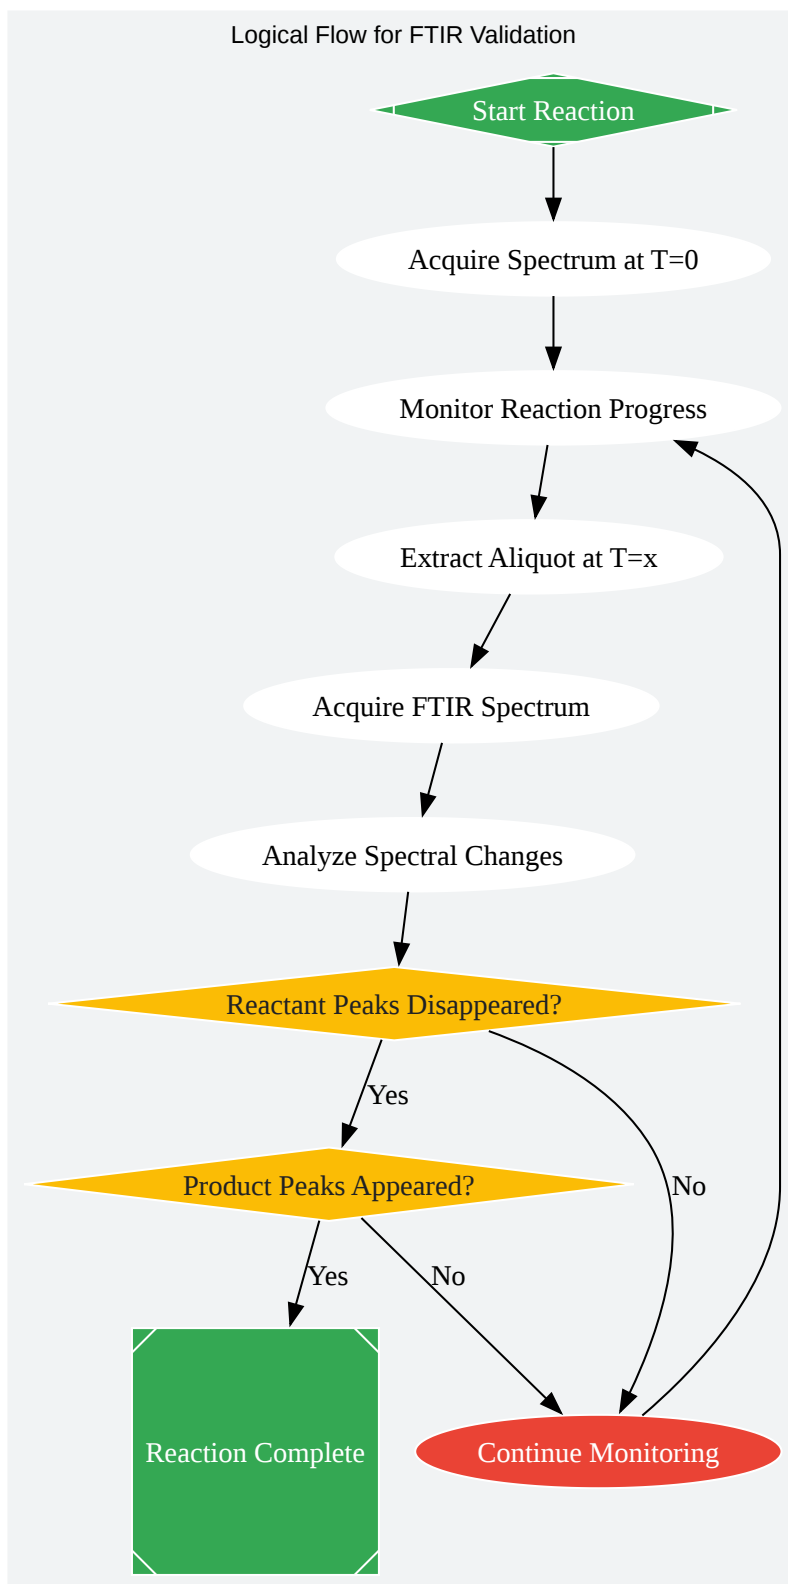 Logical Flow for FTIR Validation
Start Reaction
Acquire Spectrum at T=0
Monitor Reaction Progress
Extract Aliquot at T=x
Acquire FTIR Spectrum
Analyze Spectral Changes
Reactant Peaks Disappeared?
Yes
Product Peaks Appeared?
No
Yes
No
Reaction Complete
Continue Monitoring